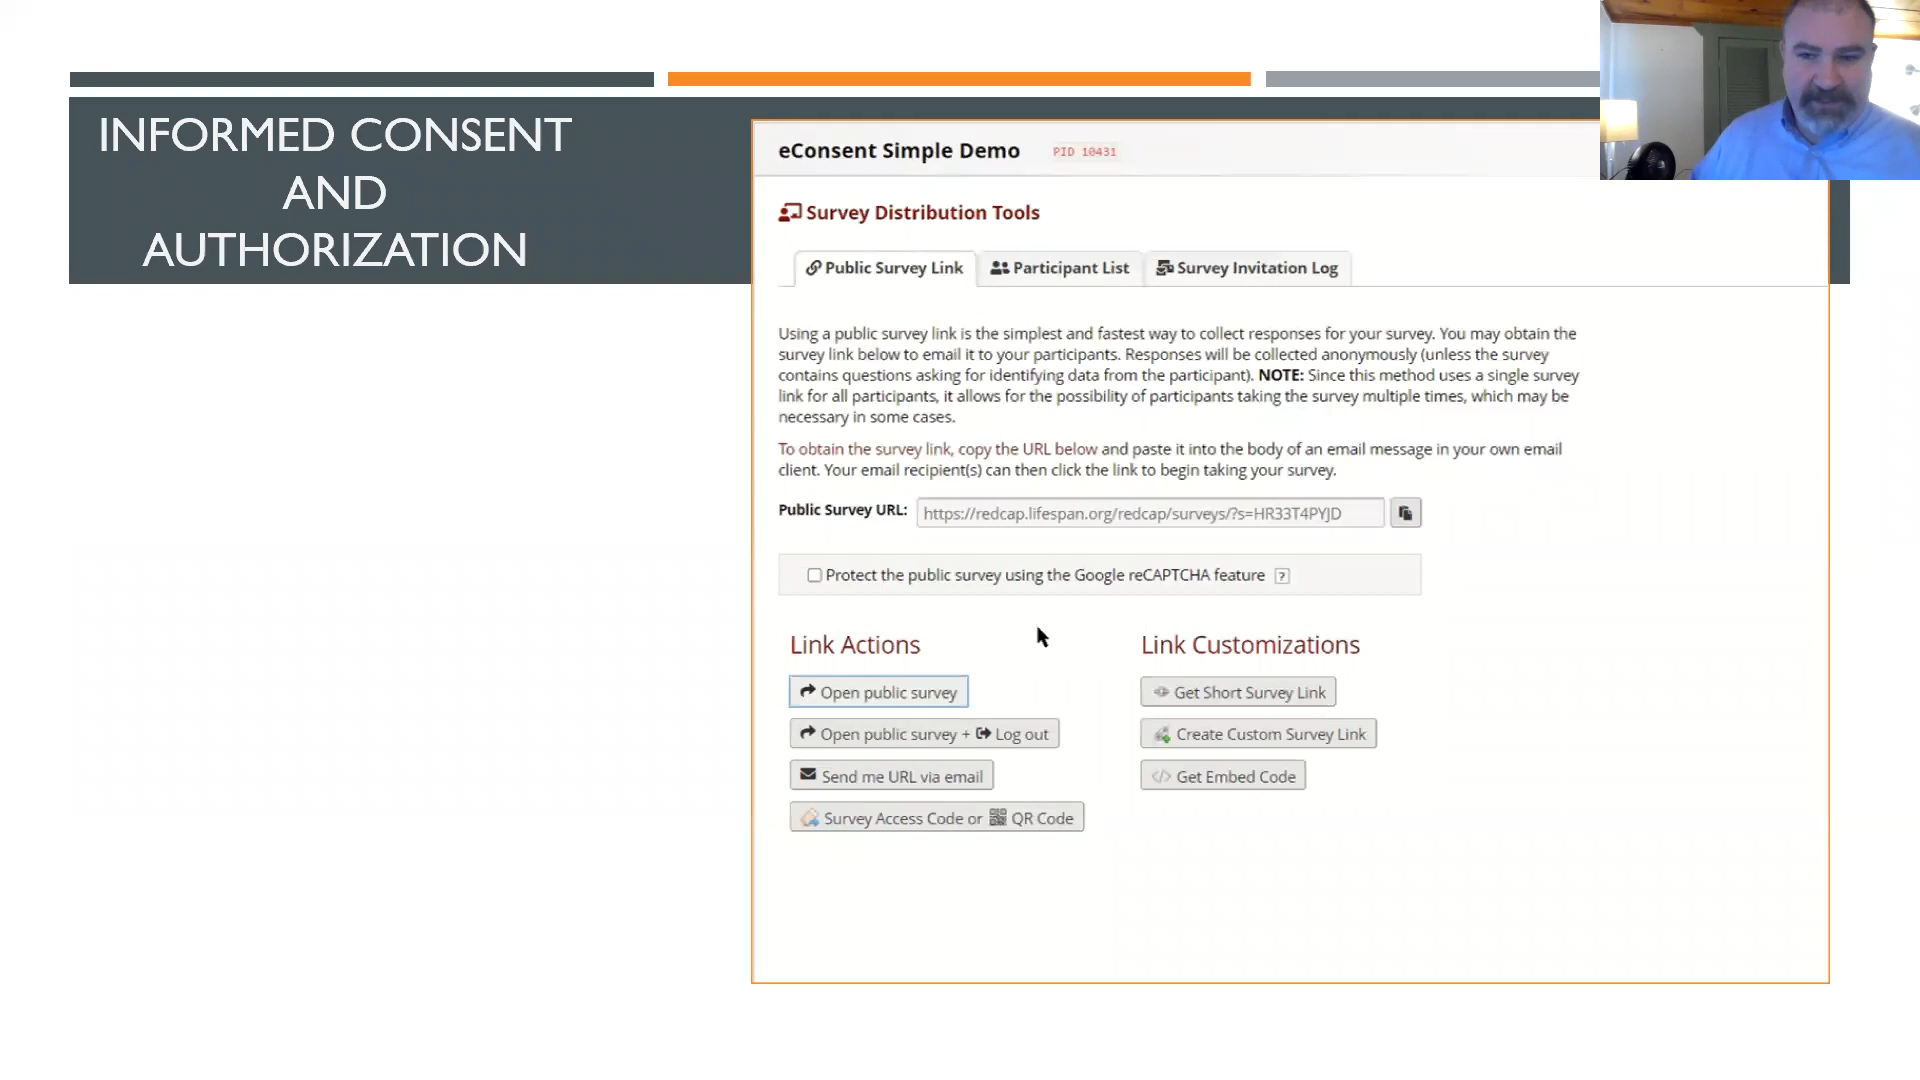 INFORMED CONSENT
AND
AUTHORIZATION
eConsent Simple Demo PID 10431
Survey Distribution Tools
Public Survey Link Participant List Survey Invitation Log
Using a public survey link is the simplest and fastest way to collect responses for your survey. You may obtain the
survey link below to email it to your participants. Responses will be collected anonymously (unless the survey
contains questions asking for identifying data from the participant). NOTE: Since this method uses a single survey
link for all participants, it allows for the possibility of participants taking the survey multiple times, which may be
necessary in some cases.
To obtain the survey link, copy the URL below and paste it into the body of an email message in your own email
client. Your email recipient(s) can then click the link to begin taking your survey.
Public Survey URL: https://redcap.lifespan.org/redcap/surveys/?s=HR33T4PYJD
Protect the public survey using the Google reCAPTCHA feature ?
Link Actions
Open public survey
Open public survey + Log out
Send me URL via email
Survey Access Code or QR Code
Link Customizations
Get Short Survey Link
Create Custom Survey Link
</> Get Embed Code